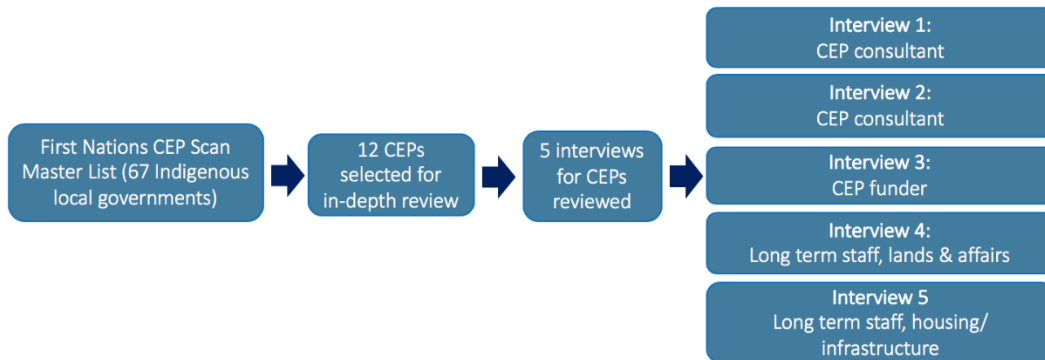 First Nations CEP Scan
Master List (67 Indigenous
local governments)
12 CEPs
selected for
in-depth review
5 interviews
for CEPs
reviewed
Interview 1:
CEP consultant
Interview 2:
CEP consultant
Interview 3:
CEP funder
Interview 4:
Long term staff, lands & affairs
Interview 5
Long term staff, housing/
infrastructure